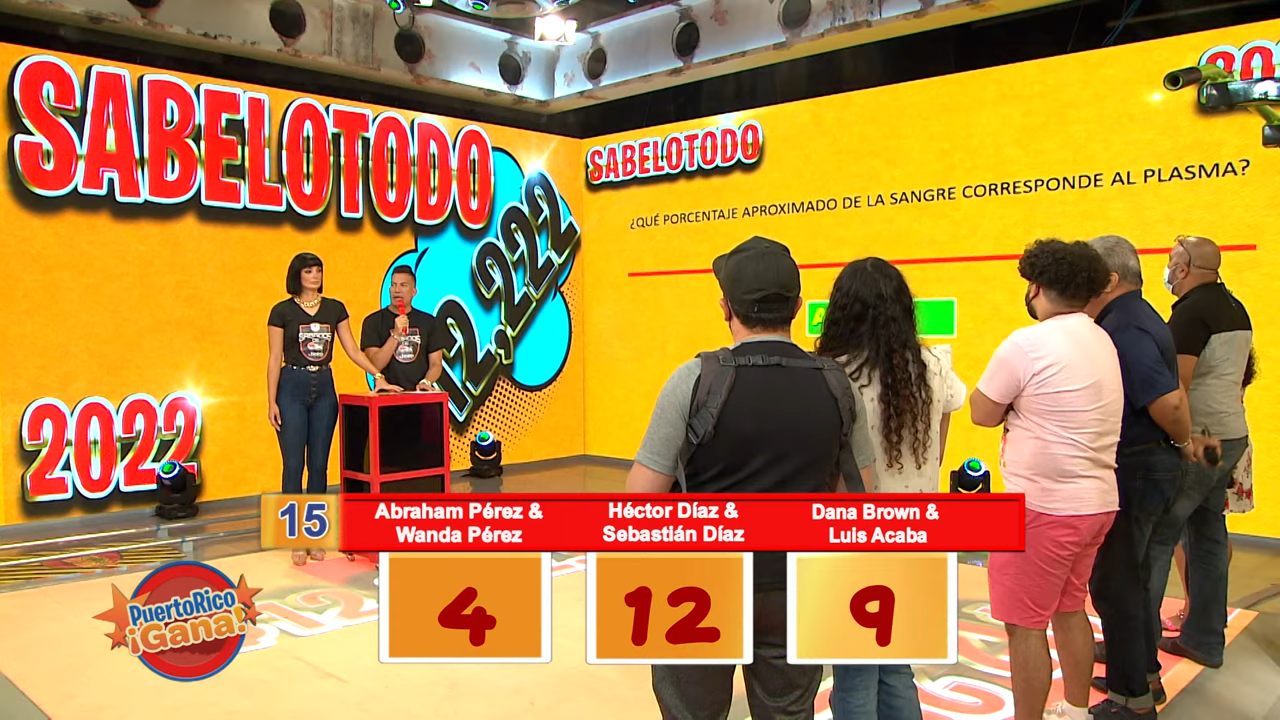 SABELOTODO
12,222
2022
SABELOTODO
¿QUÉ PORCENTAJE APROXIMADO DE LA SANGRE CORRESPONDE AL PLASMA?
15
Abraham Pérez &
Wanda Pérez
Héctor Díaz &
Sebastián Díaz
Dana Brown &
Luis Acaba
4
12
9
PuertoRico
¡Gana!